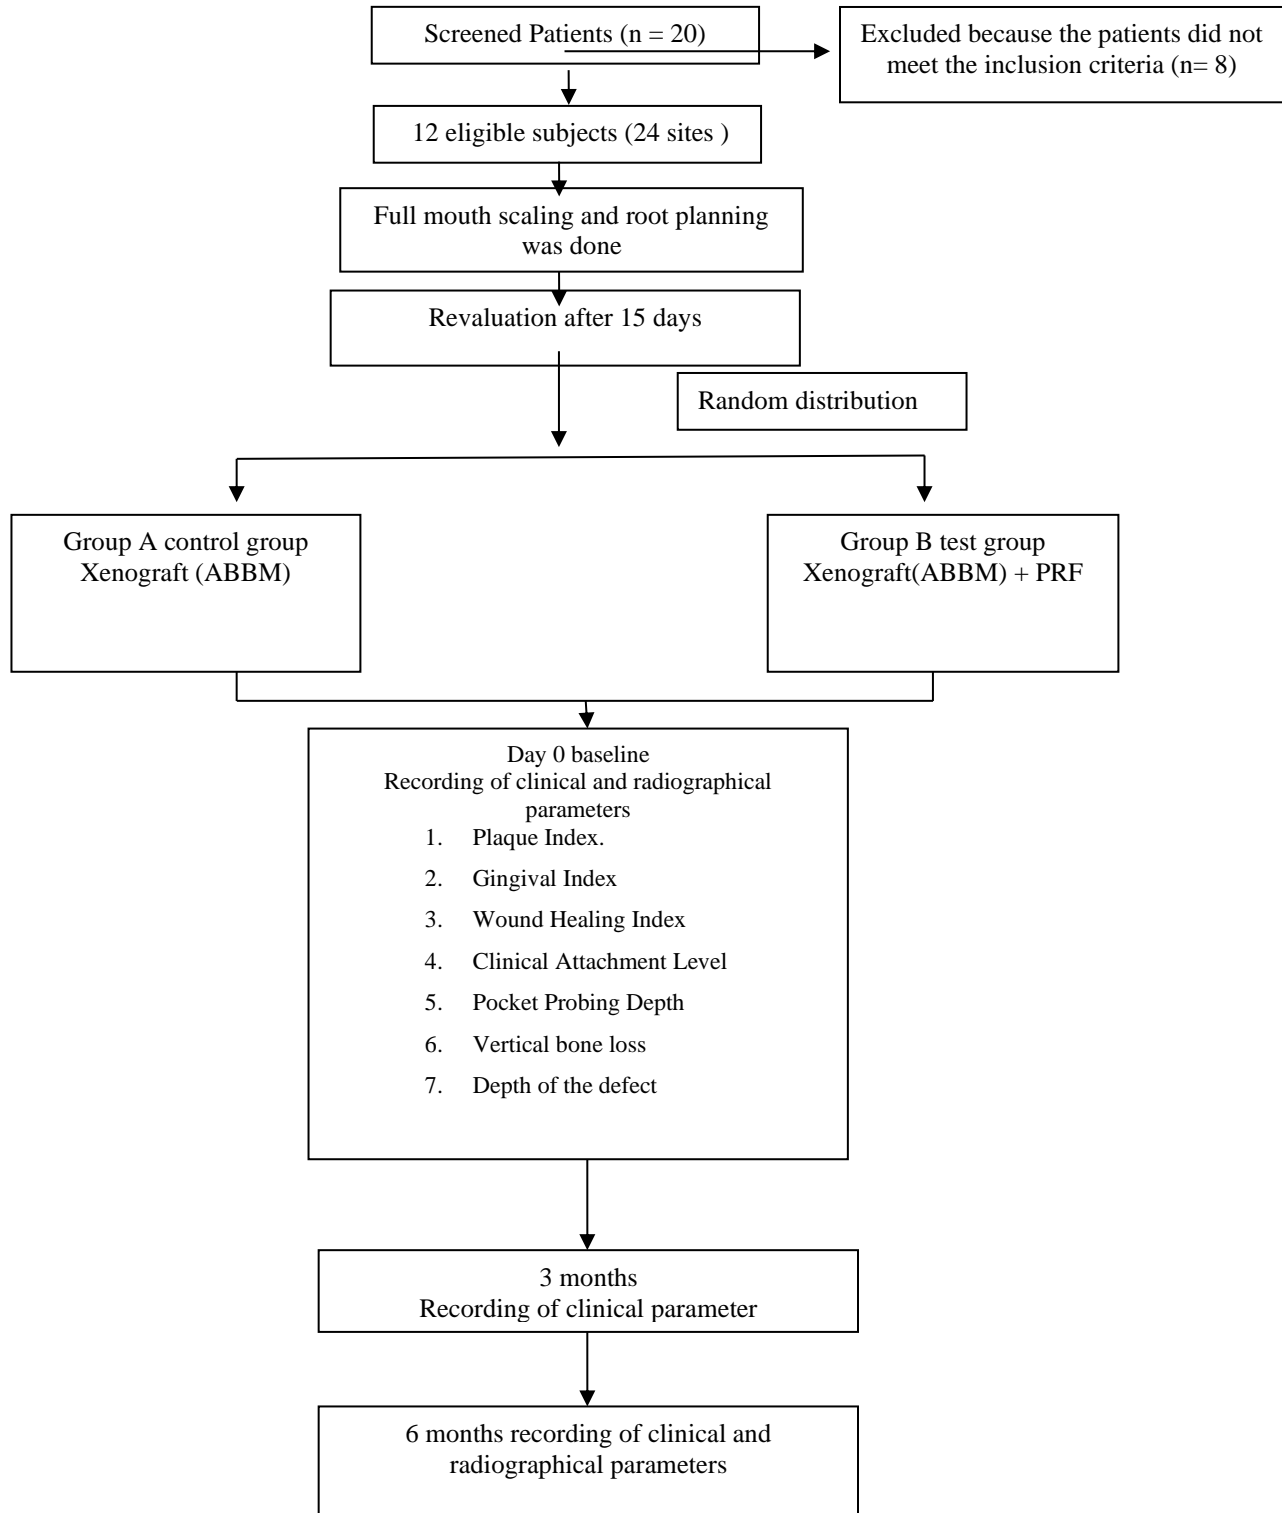 Screened Patients (n = 20)
Excluded because the patients did not
meet the inclusion criteria (n= 8)
12 eligible subjects (24 sites )
Full mouth scaling and root planning
was done
Revaluation after 15 days
Random distribution
Group A control group
Xenograft (ABBM)
Group B test group
Xenograft(ABBM) + PRF
Day 0 baseline
Recording of clinical and radiographical
parameters
1. Plaque Index.
2. Gingival Index
3. Wound Healing Index
4. Clinical Attachment Level
5. Pocket Probing Depth
6. Vertical bone loss
7. Depth of the defect
3 months
Recording of clinical parameter
6 months recording of clinical and
radiographical parameters